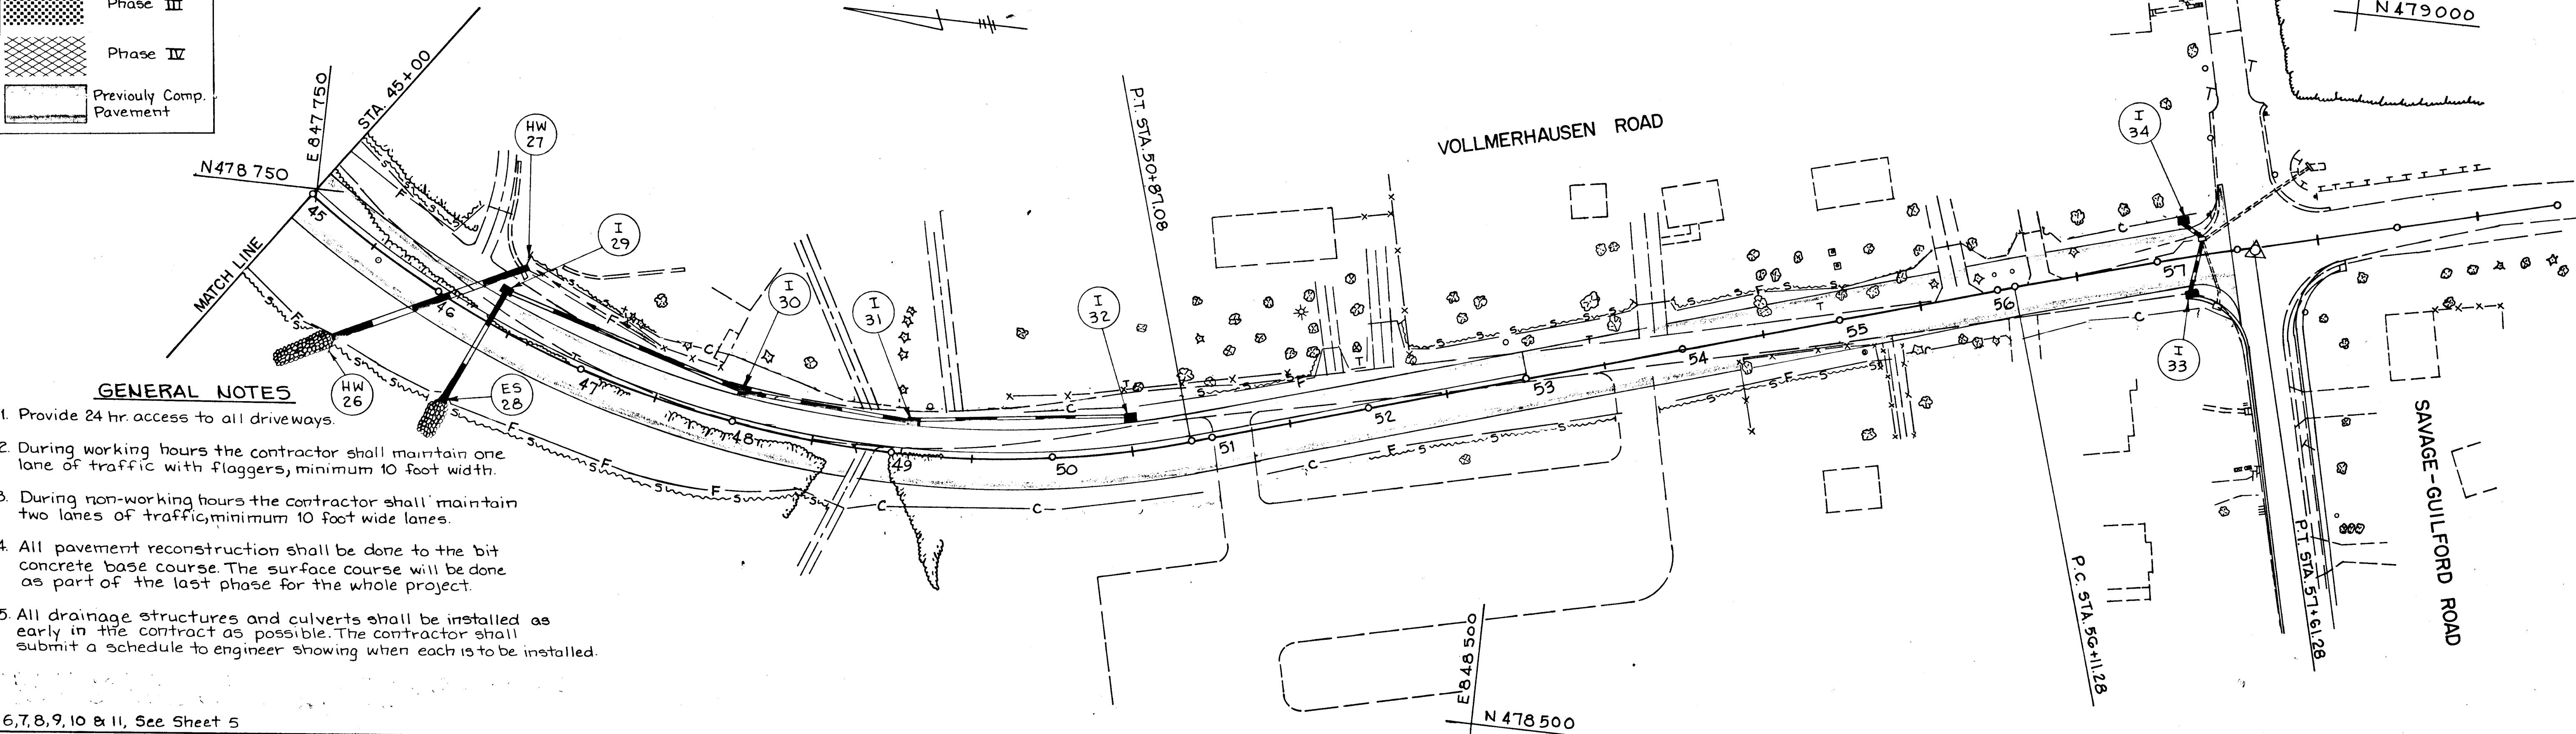 Phase III
Phase IV
Previouly Comp.
Pavement
N 479000
E 847 750
STA. 45+00
N 478 750
MATCH LINE
HW
27
I
29
I
30
I
31
I
32
P.T. STA. 50+87.08
VOLLMERHAUSEN ROAD
I
34
I
33
HW
26
ES
28
45
46
47
48
49
50
51
52
53
54
55
56
57
GENERAL NOTES
1. Provide 24 hr. access to all driveways.
2. During working hours the contractor shall maintain one
lane of traffic with flaggers, minimum 10 foot width.
3. During non-working hours the contractor shall maintain
two lanes of traffic, minimum 10 foot wide lanes.
4. All pavement reconstruction shall be done to the bit
concrete base course. The surface course will be done
as part of the last phase for the whole project.
5. All drainage structures and culverts shall be installed as
early in the contract as possible. The contractor shall
submit a schedule to engineer showing when each is to be installed.
6,7,8,9,10 & 11, See Sheet 5
E 848 500
N 478 500
P.C. STA. 56+11.28
P.T. STA. 57+61.28
SAVAGE-GUILFORD ROAD